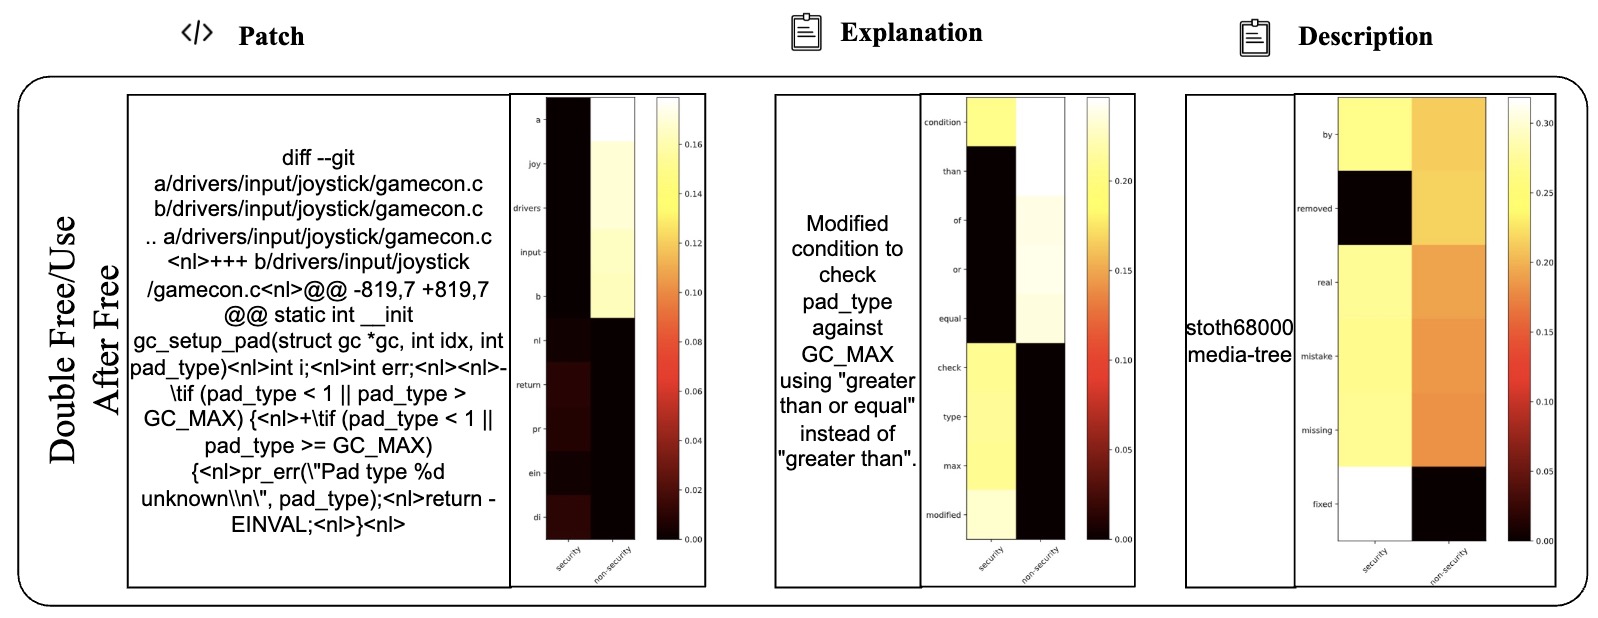 </> Patch
Explanation
Description
Double Free/Use
After Free
diff --git
a/drivers/input/joystick/gamecon.c
b/drivers/input/joystick/gamecon.c
.. a/drivers/input/joystick/gamecon.c
<nl>+++ b/drivers/input/joystick
/gamecon.c<nl>@@ -819,7 +819,7
@@ static int __init
gc_setup_pad(struct gc *gc, int idx, int
pad_type)<nl>int i;<nl>int err;<nl><nl>-
\tif (pad_type < 1 || pad_type >
GC_MAX) {<nl>+\tif (pad_type < 1 ||
pad_type >= GC_MAX)
{<nl>pr_err(\"Pad type %d
unknown\\n\", pad_type);<nl>return -
EINVAL;<nl>}<nl>
a
joy
drivers
input
b
nl
return
pr
ein
di
security
non-security
0.16
0.14
0.12
0.10
0.08
0.06
0.04
0.02
0.00
Modified
condition to
check
pad_type
against
GC_MAX
using "greater
than or equal"
instead of
"greater than".
condition
than
of
or
equal
check
type
max
modified
security
non-security
0.20
0.15
0.10
0.05
0.00
stoth68000
media-tree
by
removed
real
mistake
missing
fixed
security
non-security
0.30
0.25
0.20
0.15
0.10
0.05
0.00